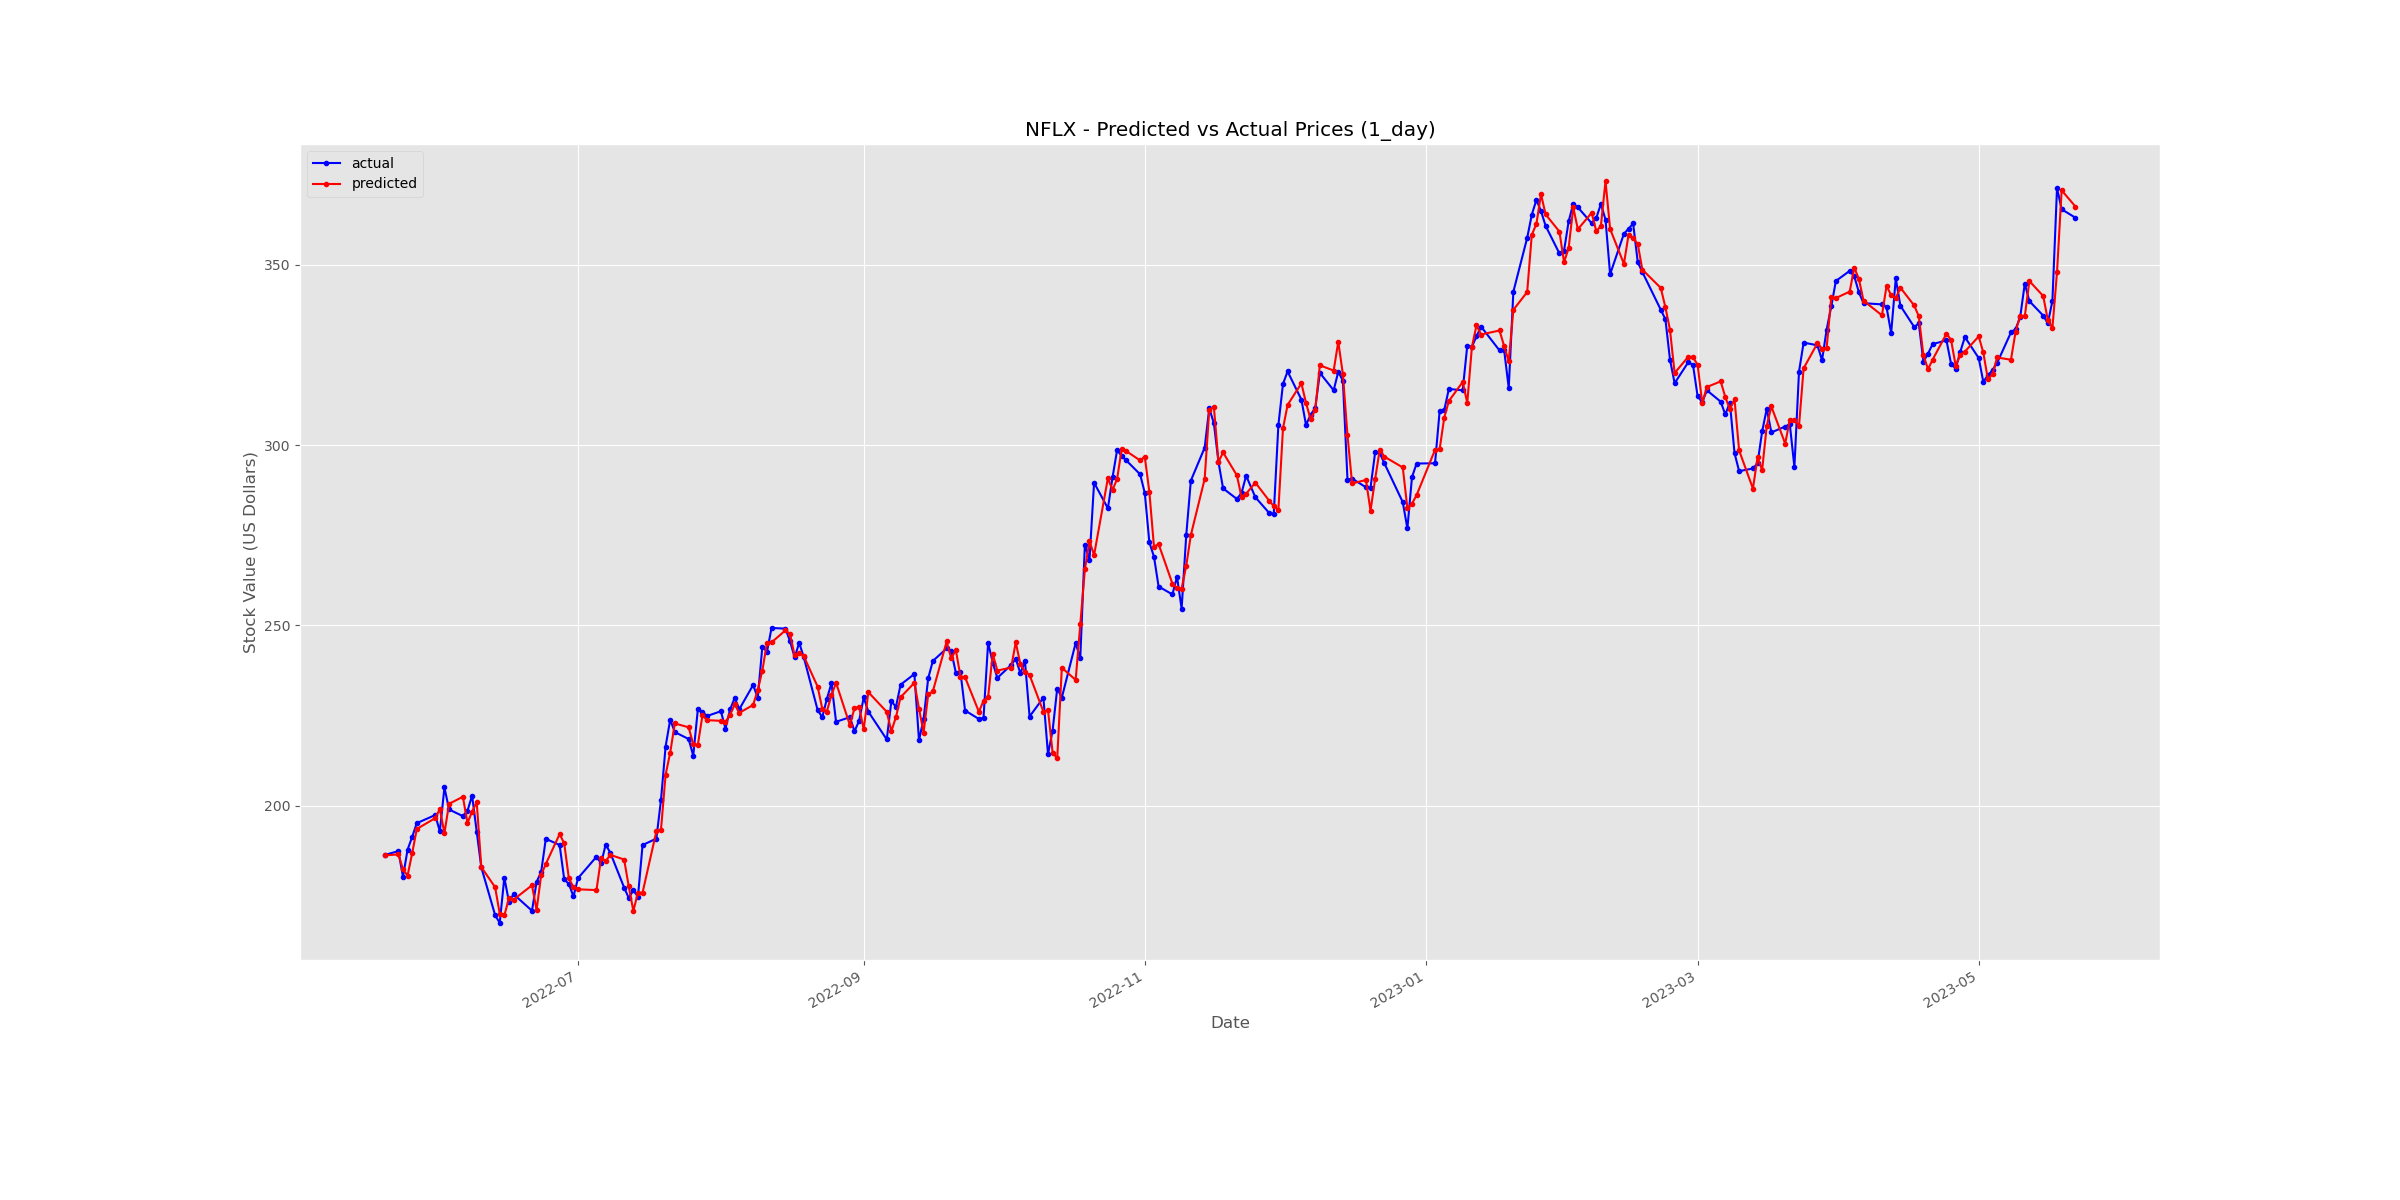 NFLX - Predicted vs Actual Prices (1_day)
actual
predicted
350
300
250
200
Stock Value (US Dollars)
2022-07
2022-09
2022-11
2023-01
2023-03
2023-05
Date